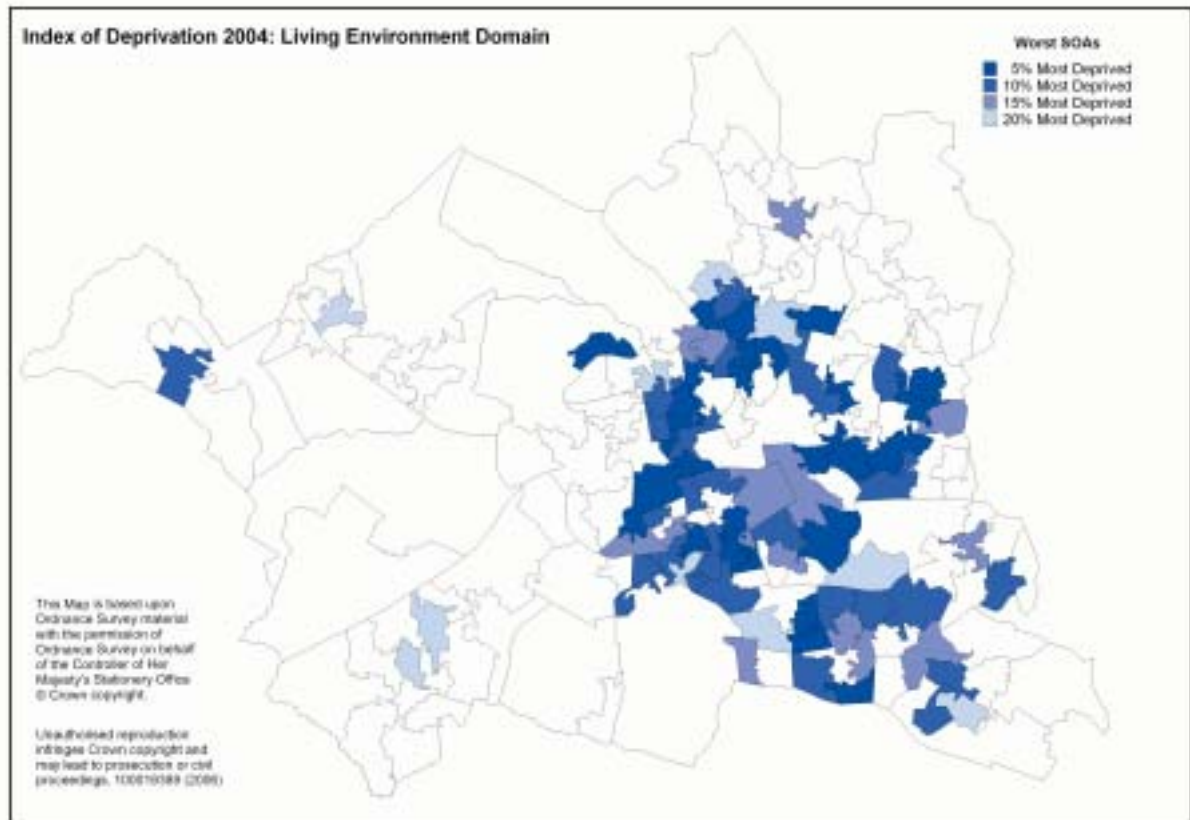 Index of Deprivation 2004: Living Environment Domain
Worst SOAs
5% Most Deprived
10% Most Deprived
15% Most Deprived
20% Most Deprived
This Map is based upon
Ordnance Survey material
with the permission of
Ordnance Survey on behalf
of the Controller of Her
Majesty's Stationery Office
© Crown copyright.
Unauthorised reproduction
infringes Crown copyright and
may lead to prosecution or civil
proceedings. (2006)